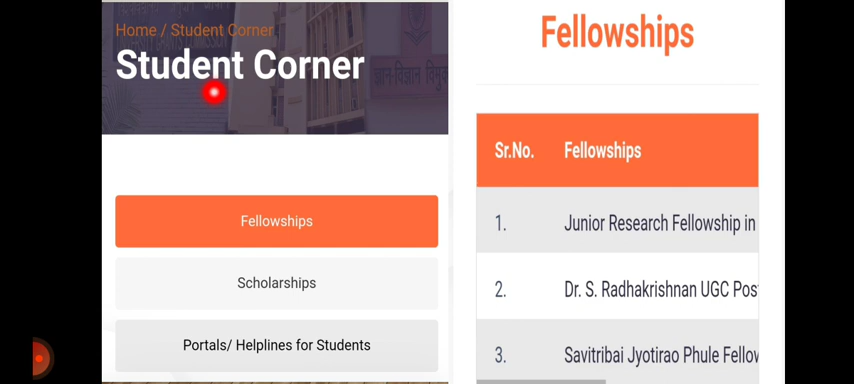 Home / Student Corner
Student Corner
ज्ञान-विज्ञान विमुक्
Fellowships
Scholarships
Portals/ Helplines for Students
Fellowships
Sr.No. Fellowships
1. Junior Research Fellowship in
2. Dr. S. Radhakrishnan UGC Pos
3. Savitribai Jyotirao Phule Fellow